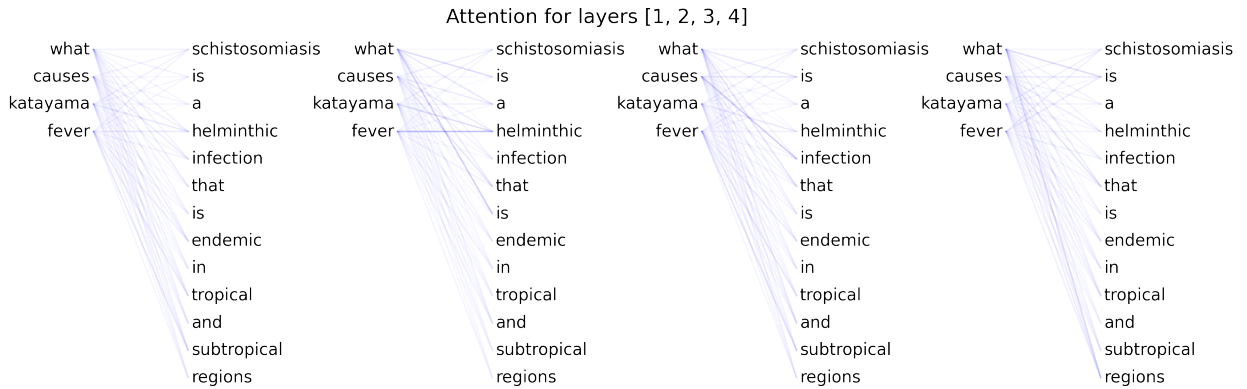 Attention for layers [1, 2, 3, 4]
what schistosomiasis what schistosomiasis what schistosomiasis what schistosomiasis
causes is causes is causes is causes is
katayama a katayama a katayama a katayama a
fever helminthic fever helminthic fever helminthic fever helminthic
infection infection infection infection
that that that that
is is is is
endemic endemic endemic endemic
in in in in
tropical tropical tropical tropical
and and and and
subtropical subtropical subtropical subtropical
regions regions regions regions